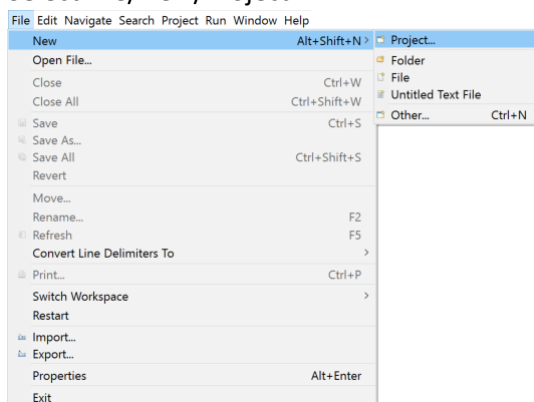 File Edit Navigate Search Project Run Window Help
New Alt+Shift+N >
Open File...
Close Ctrl+W
Close All Ctrl+Shift+W
Save Ctrl+S
Save As...
Save All Ctrl+Shift+S
Revert
Move...
Rename... F2
Refresh F5
Convert Line Delimiters To >
Print... Ctrl+P
Switch Workspace >
Restart
Import...
Export...
Properties Alt+Enter
Exit
Project...
Folder
File
Untitled Text File
Other... Ctrl+N